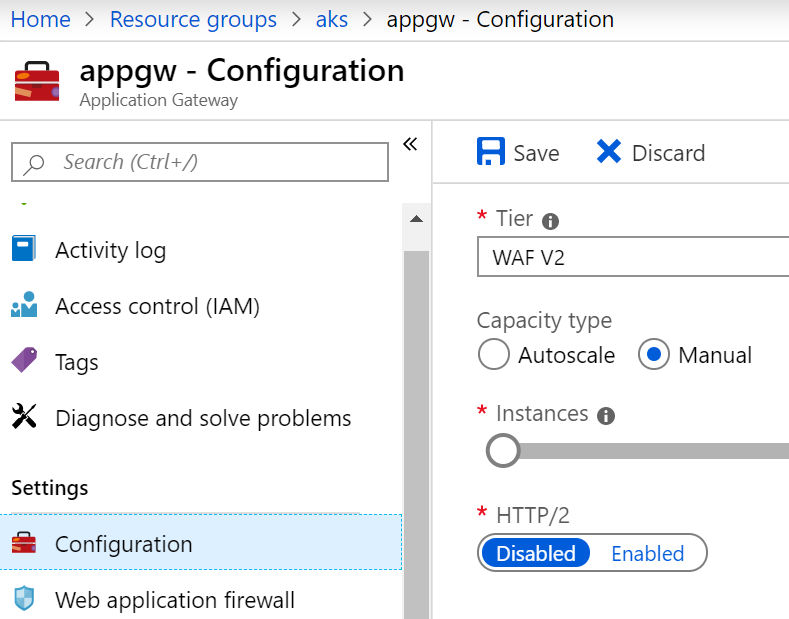 Home > Resource groups > aks > appgw - Configuration
appgw - Configuration
Application Gateway
Search (Ctrl+/)
Activity log
Access control (IAM)
Tags
Diagnose and solve problems
Settings
Configuration
Web application firewall
Save Discard
* Tier
WAF V2
Capacity type
Autoscale Manual
* Instances
* HTTP/2
Disabled Enabled